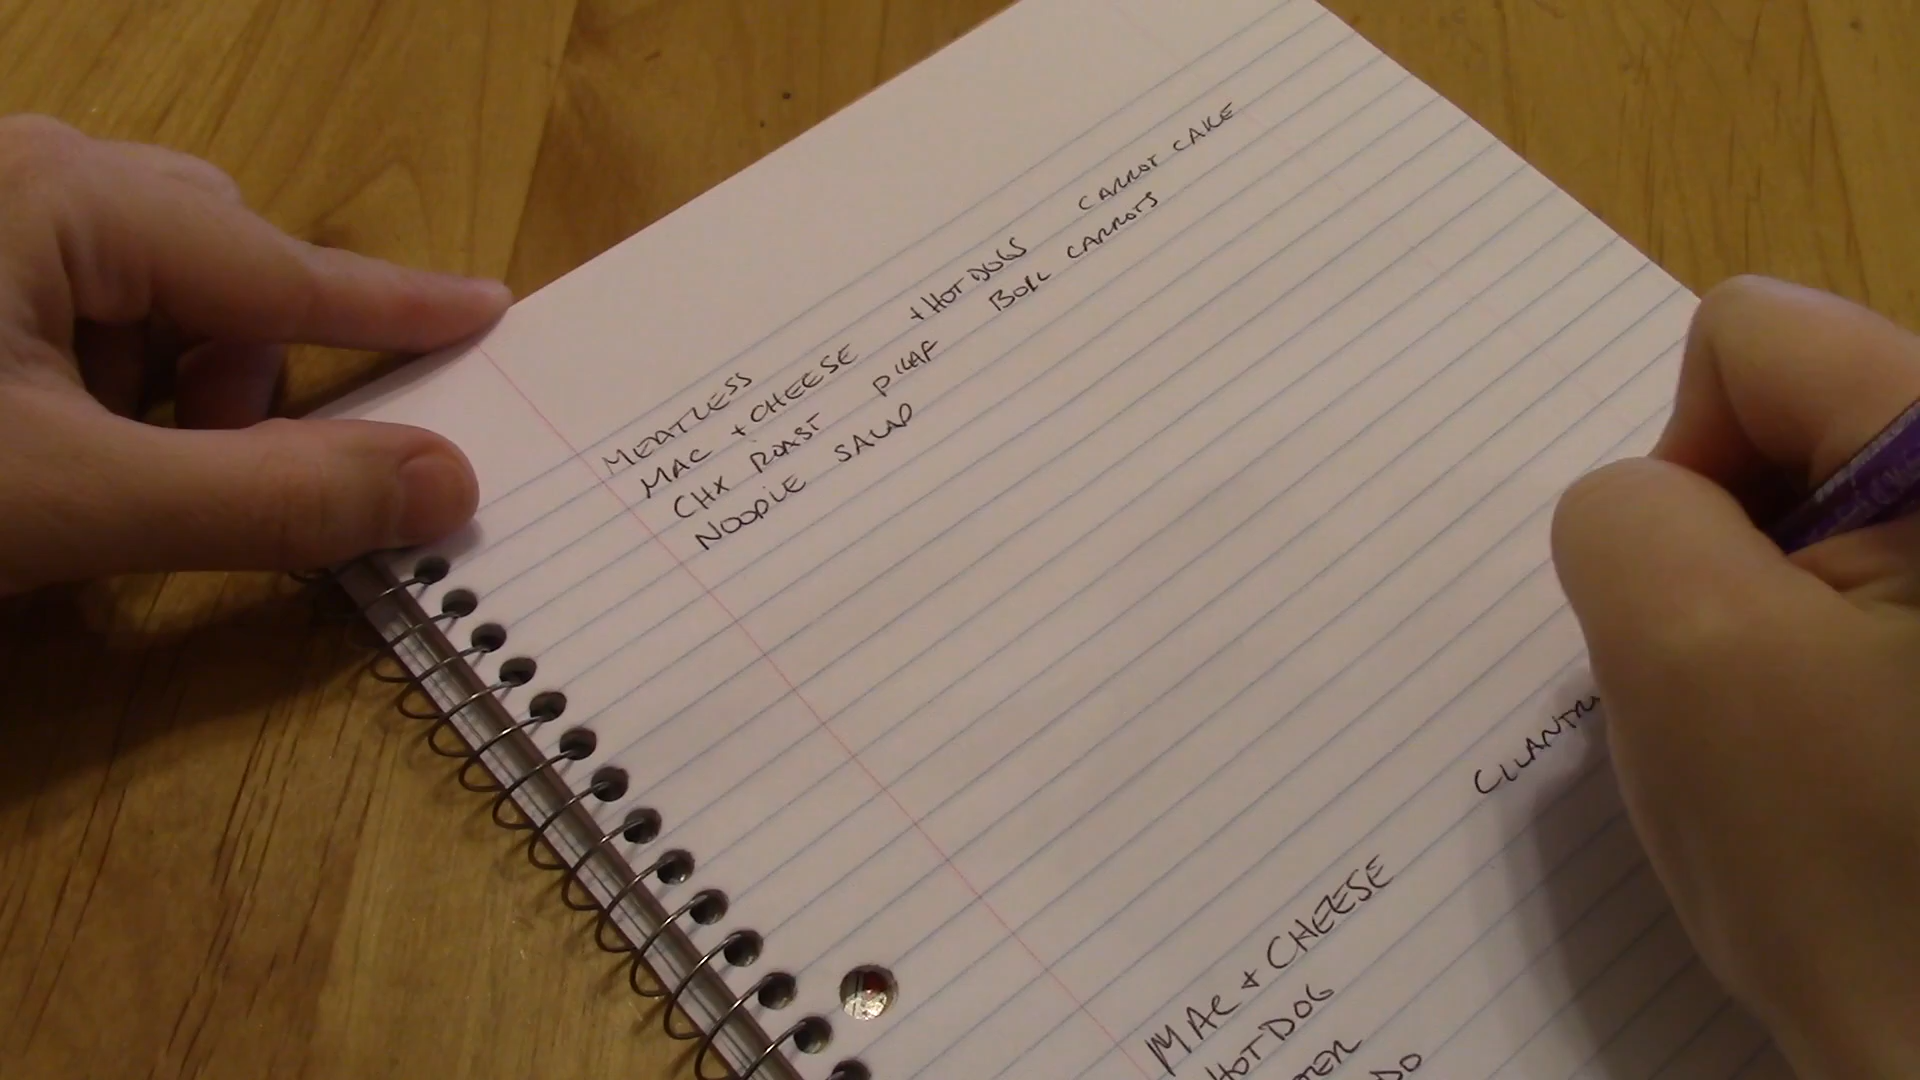 MEATLESS
MAC + CHEESE + HOT DOGS CARROT CAKE
CHX ROAST PILAF BOIL CARROTS
NOODLE SALAD
MAC + CHEESE
HOT DOG